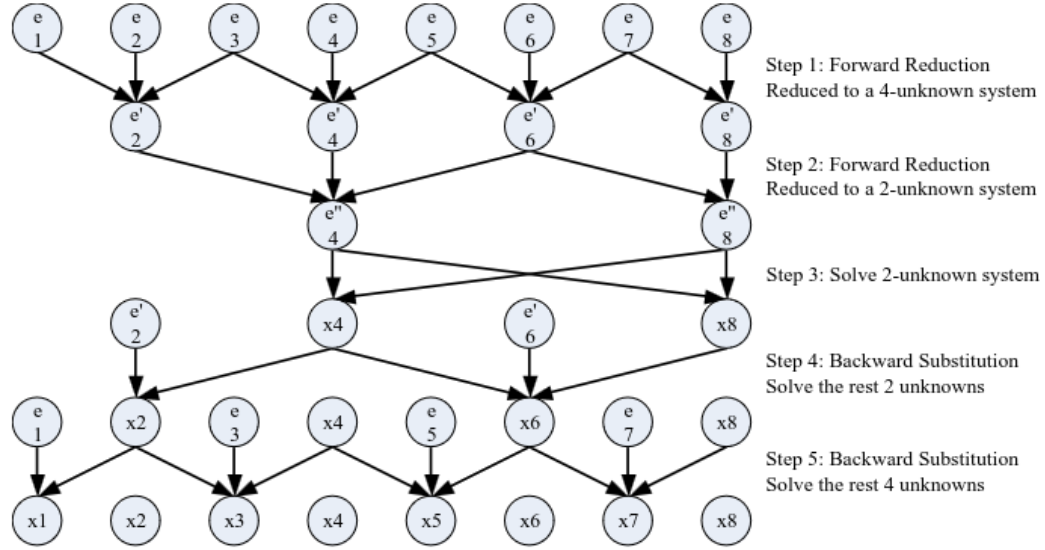 e e e e e e e e
1 2 3 4 5 6 7 8
Step 1: Forward Reduction
Reduced to a 4-unknown system
e' e' e' e'
2 4 6 8
Step 2: Forward Reduction
Reduced to a 2-unknown system
e" e"
4 8
Step 3: Solve 2-unknown system
e' x4 e' x8
2 6
Step 4: Backward Substitution
Solve the rest 2 unknowns
e x2 e x4 e x6 e x8
1 3 5 7
Step 5: Backward Substitution
Solve the rest 4 unknowns
x1 x2 x3 x4 x5 x6 x7 x8